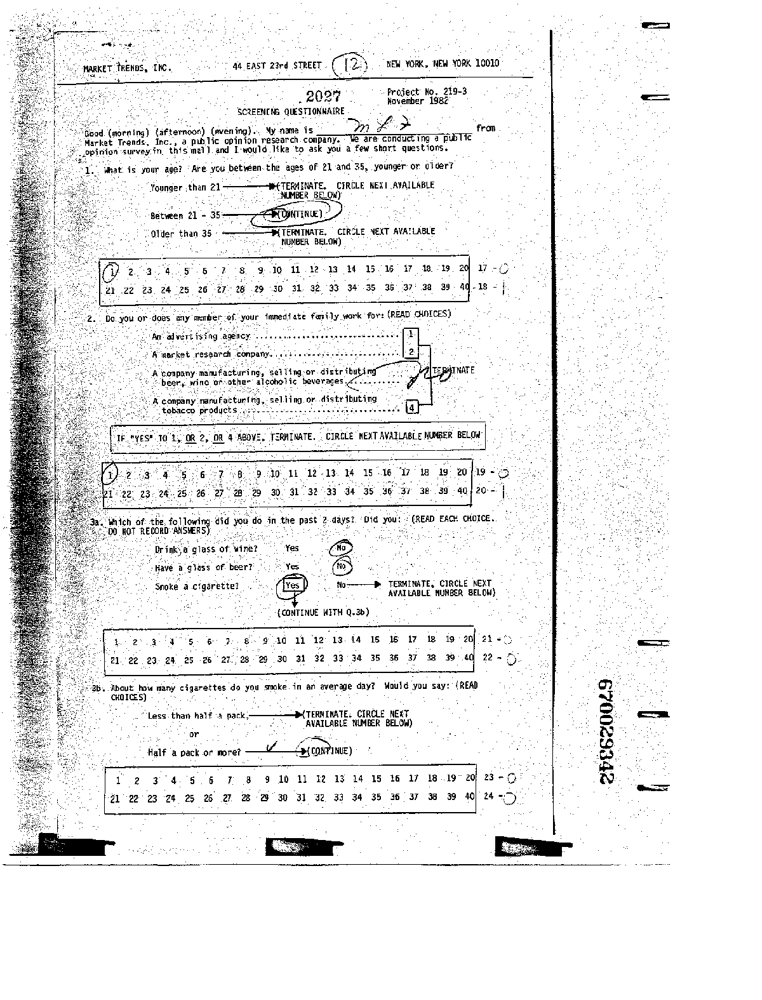 MARKET TRENDS, INC. 44 EAST 23rd STREET (12) NEW YORK, NEW YORK 10010
2027 Project No. 219-3
November 1982
SCREENING QUESTIONNAIRE
Good (morning) (afternoon) (evening). My name is from
Market Trends, Inc., a public opinion research company. We are conducting a public
opinion survey in this mall and I would like to ask you a few short questions.
1. What is your age? Are you between the ages of 21 and 35, younger or older?
Younger than 21 (TERMINATE. CIRCLE NEXT AVAILABLE
NUMBER BELOW)
Between 21 - 35 (CONTINUE)
Older than 35 (TERMINATE. CIRCLE NEXT AVAILABLE
NUMBER BELOW)
1 2 3 4 5 6 7 8 9 10 11 12 13 14 15 16 17 18 19 20 17 - 0
21 22 23 24 25 26 27 28 29 30 31 32 33 34 35 36 37 38 39 40 18 - 1
2. Do you or does any member of your immediate family work for: (READ CHOICES)
An advertising agency .................................. 1
A market research company............................... 2
A company manufacturing, selling or distributing TERMINATE
beer, wine or other alcoholic beverages.............
A company manufacturing, selling or distributing
tobacco products ................................... 4
IF "YES" TO 1, OR 2, OR 4 ABOVE, TERMINATE. CIRCLE NEXT AVAILABLE NUMBER BELOW
1 2 3 4 5 6 7 8 9 10 11 12 13 14 15 16 17 18 19 20 19 - 0
21 22 23 24 25 26 27 28 29 30 31 32 33 34 35 36 37 38 39 40 20 - 1
3a. Which of the following did you do in the past 2 days? Did you: (READ EACH CHOICE.
DO NOT RECORD ANSWERS)
Drink a glass of wine? Yes No
Have a glass of beer? Yes No
Smoke a cigarette? Yes No TERMINATE, CIRCLE NEXT
AVAILABLE NUMBER BELOW)
(CONTINUE WITH Q.3b)
1 2 3 4 5 6 7 8 9 10 11 12 13 14 15 16 17 18 19 20 21 - 0
21 22 23 24 25 26 27 28 29 30 31 32 33 34 35 36 37 38 39 40 22 - 0
3b. About how many cigarettes do you smoke in an average day? Would you say: (READ
CHOICES)
Less than half a pack, (TERMINATE. CIRCLE NEXT
AVAILABLE NUMBER BELOW)
or
Half a pack or more? ✓ (CONTINUE)
1 2 3 4 5 6 7 8 9 10 11 12 13 14 15 16 17 18 19 20 23 - 0
21 22 23 24 25 26 27 28 29 30 31 32 33 34 35 36 37 38 39 40 24 - 0
670029342